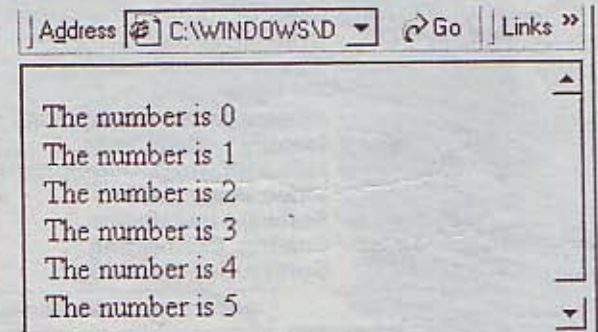 Address C:\WINDOWS\D Go Links »
The number is 0
The number is 1
The number is 2
The number is 3
The number is 4
The number is 5